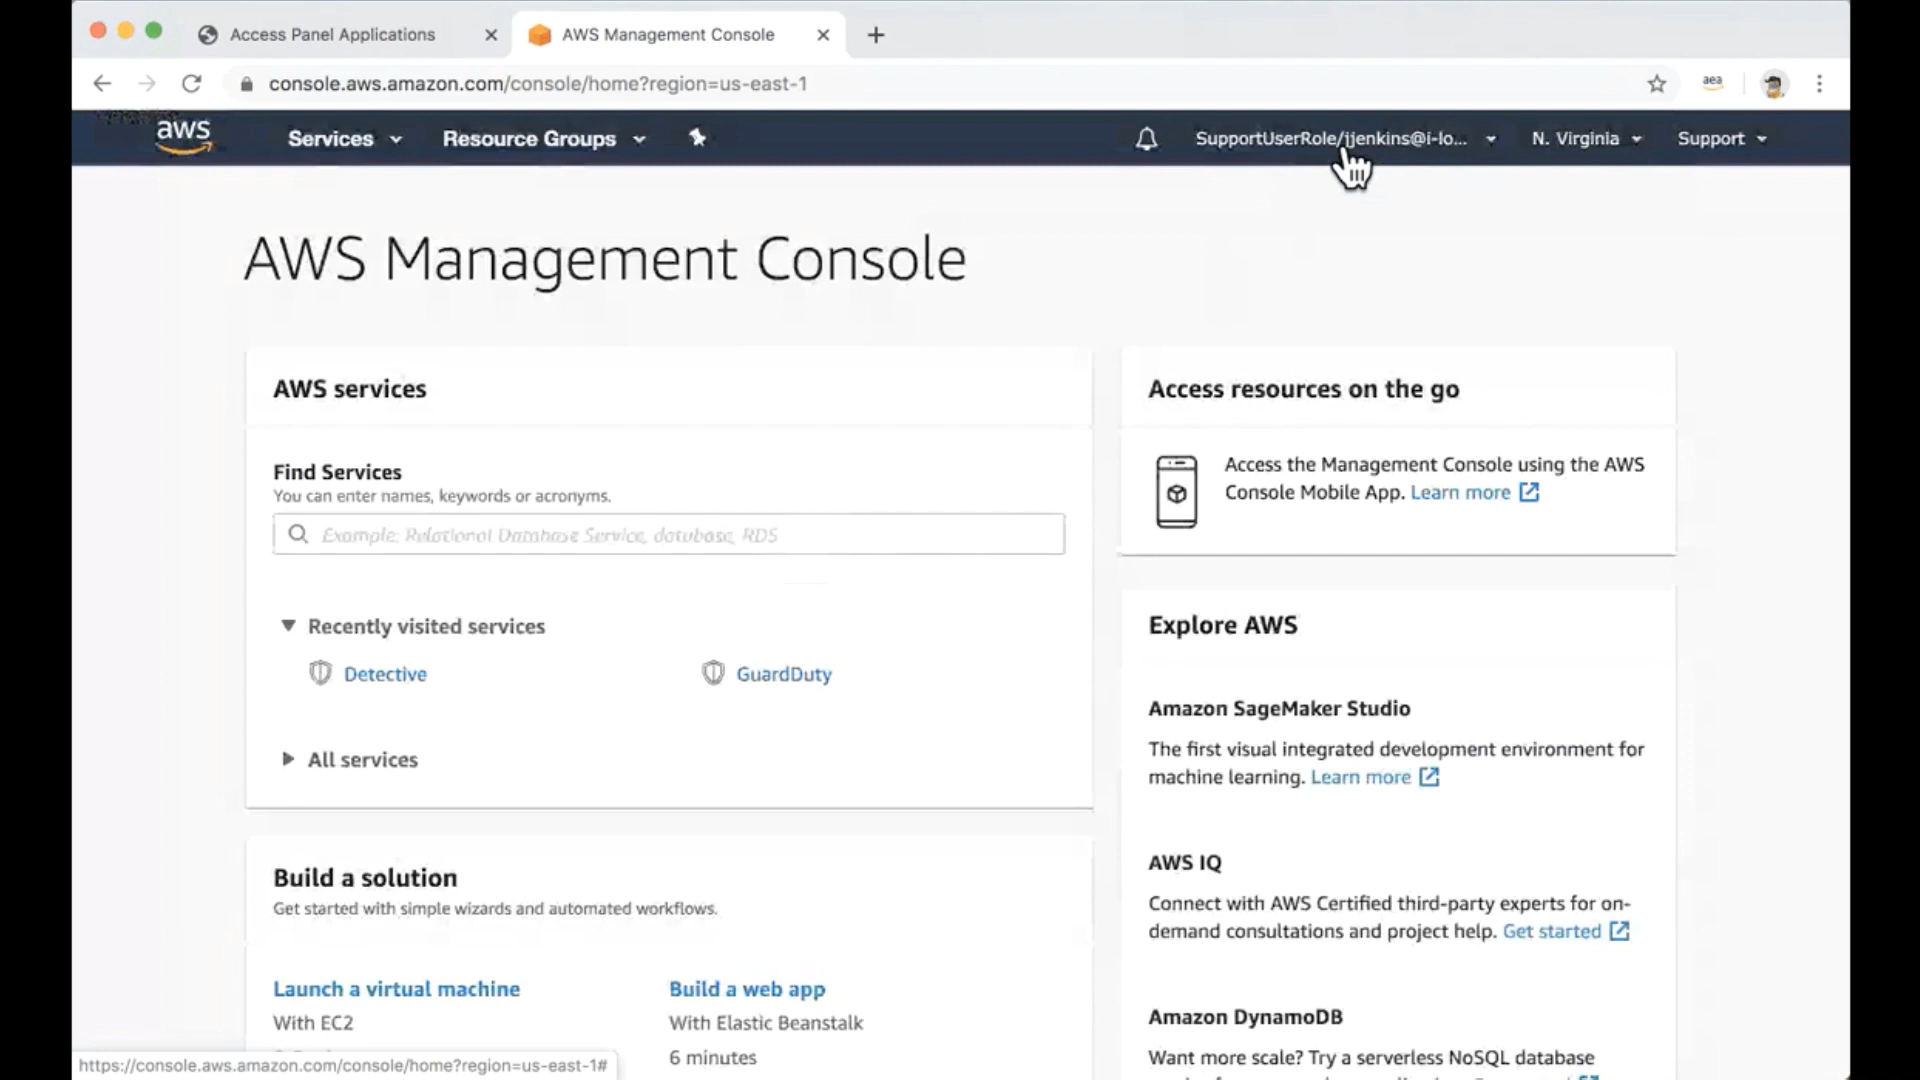 Access Panel Applications
AWS Management Console
console.aws.amazon.com/console/home?region=us-east-1
aea
aws
Services
Resource Groups
SupportUserRole/jjenkins@i-lo...
N. Virginia
Support
AWS Management Console
AWS services
Find Services
You can enter names, keywords or acronyms.
Example: Relational Database Service, database, RDS
Recently visited services
Detective
GuardDuty
All services
Build a solution
Get started with simple wizards and automated workflows.
Launch a virtual machine
With EC2
Build a web app
With Elastic Beanstalk
6 minutes
Access resources on the go
Access the Management Console using the AWS
Console Mobile App. Learn more
Explore AWS
Amazon SageMaker Studio
The first visual integrated development environment for
machine learning. Learn more
AWS IQ
Connect with AWS Certified third-party experts for on-
demand consultations and project help. Get started
Amazon DynamoDB
Want more scale? Try a serverless NoSQL database
https://console.aws.amazon.com/console/home?region=us-east-1#